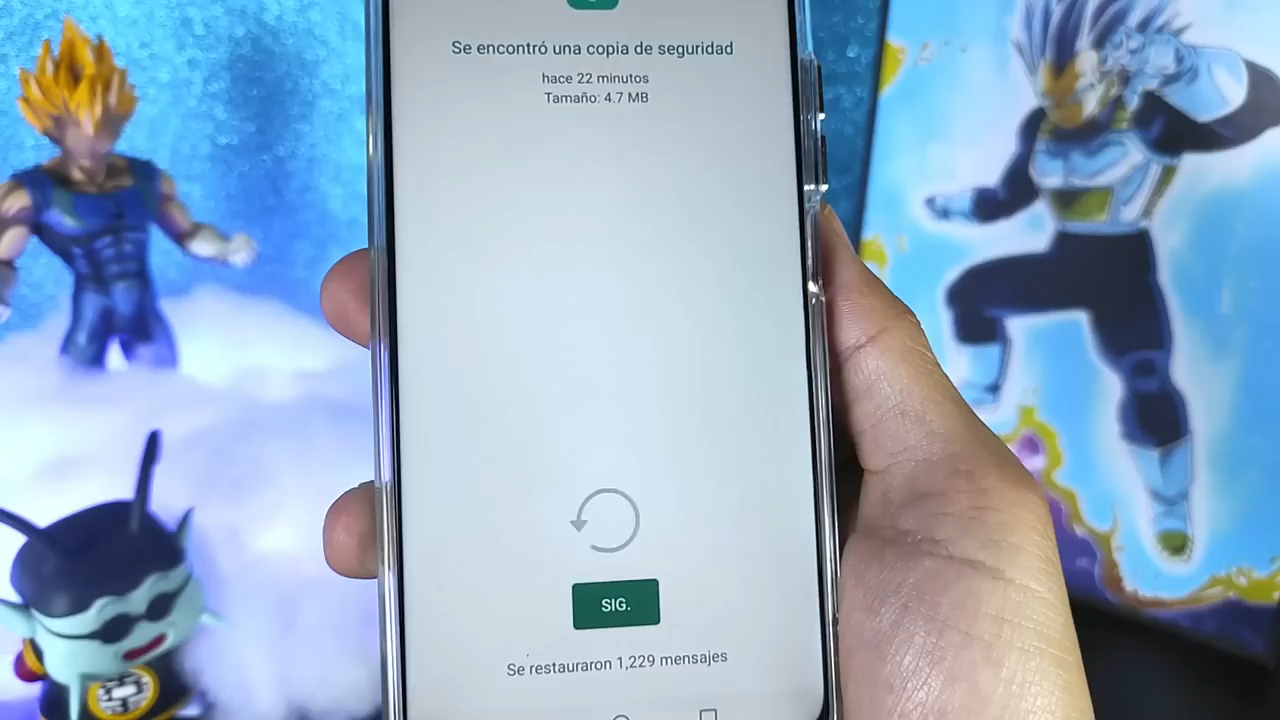 Se encontró una copia de seguridad
hace 22 minutos
Tamaño: 4.7 MB
SIG.
Se restauraron 1,229 mensajes